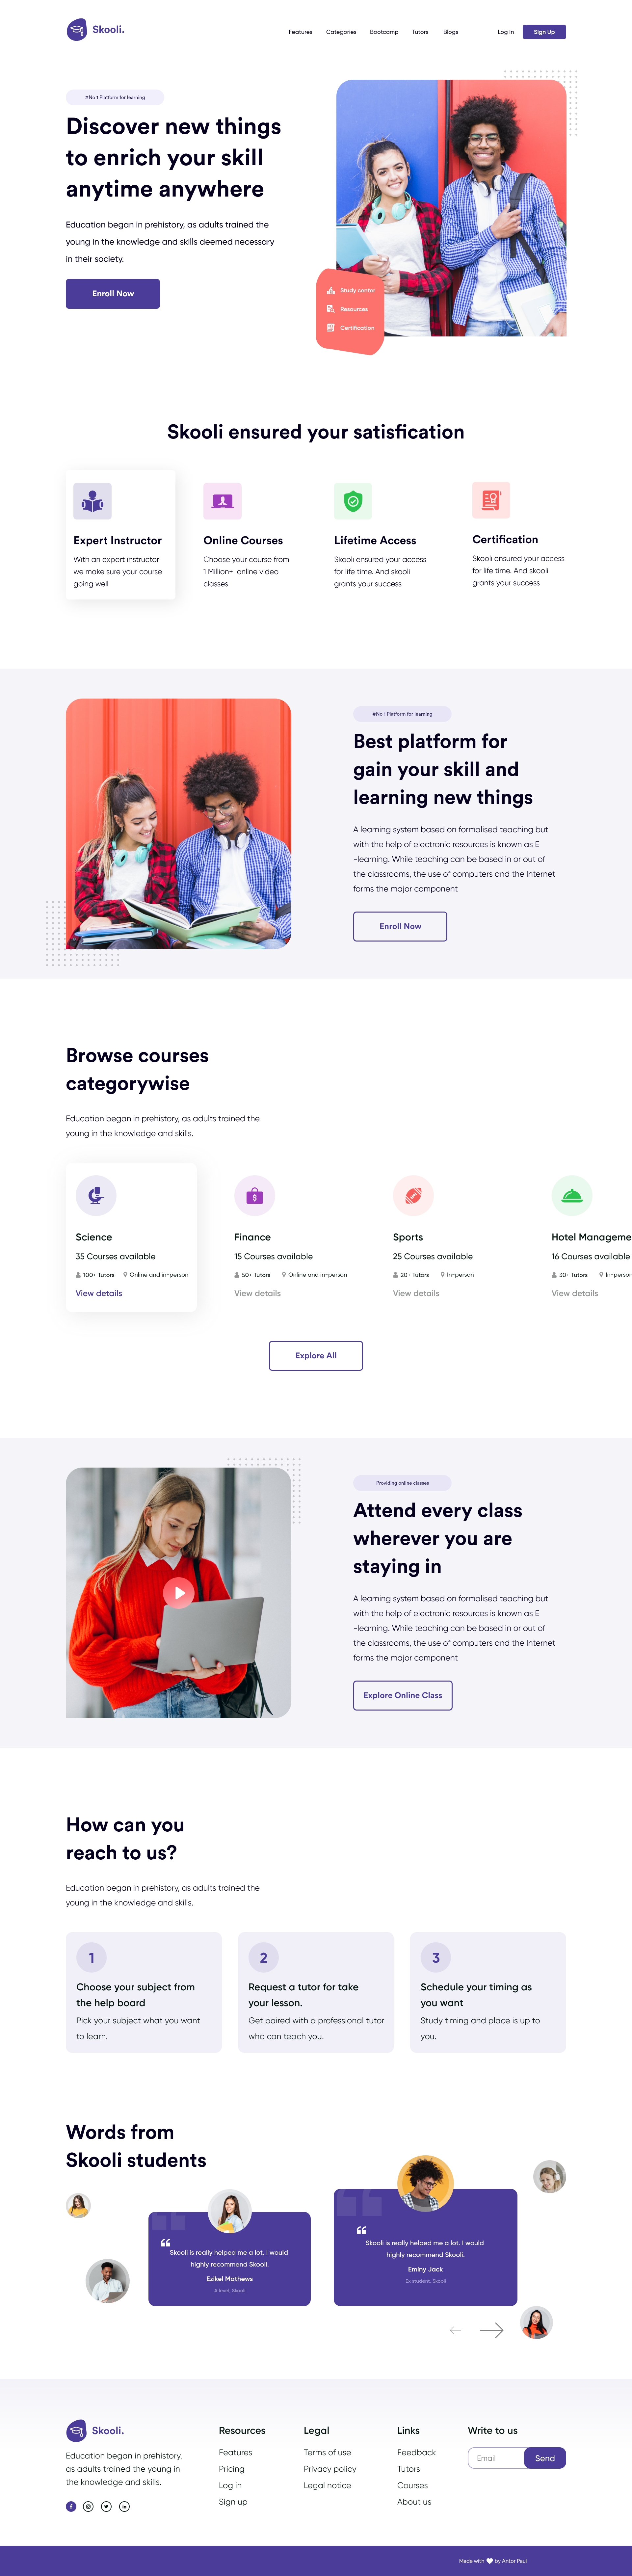 Skooli.
Features Categories Bootcamp Tutors Blogs Log In Sign Up
#No 1 Platform for learning
Discover new things
to enrich your skill
anytime anywhere
Education began in prehistory, as adults trained the
young in the knowledge and skills deemed necessary
in their society.
Enroll Now
Study center
Resources
Certification
Skooli ensured your satisfication
Expert Instructor
With an expert instructor
we make sure your course
going well
Online Courses
Choose your course from
1 Million+ online video
classes
Lifetime Access
Skooli ensured your access
for life time. And skooli
grants your success
Certification
Skooli ensured your access
for life time. And skooli
grants your success
#No 1 Platform for learning
Best platform for
gain your skill and
learning new things
A learning system based on formalised teaching but
with the help of electronic resources is known as E
-learning. While teaching can be based in or out of
the classrooms, the use of computers and the Internet
forms the major component
Enroll Now
Browse courses
categorywise
Education began in prehistory, as adults trained the
young in the knowledge and skills.
Science
35 Courses available
100+ Tutors Online and in-person
View details
Finance
15 Courses available
50+ Tutors Online and in-person
View details
Sports
25 Courses available
20+ Tutors In-person
View details
Hotel Manageme
16 Courses available
30+ Tutors In-person
View details
Explore All
Providing online classes
Attend every class
wherever you are
staying in
A learning system based on formalised teaching but
with the help of electronic resources is known as E
-learning. While teaching can be based in or out of
the classrooms, the use of computers and the Internet
forms the major component
Explore Online Class
How can you
reach to us?
Education began in prehistory, as adults trained the
young in the knowledge and skills.
1
Choose your subject from
the help board
Pick your subject what you want
to learn.
2
Request a tutor for take
your lesson.
Get paired with a professional tutor
who can teach you.
3
Schedule your timing as
you want
Study timing and place is up to
you.
Words from
Skooli students
Skooli is really helped me a lot. I would
highly recommend Skooli.
Ezikel Mathews
A-level, Skooli
Skooli is really helped me a lot. I would
highly recommend Skooli.
Eminy Jack
Ex student, Skooli
Skooli.
Education began in prehistory,
as adults trained the young in
the knowledge and skills.
Resources
Features
Pricing
Log in
Sign up
Legal
Terms of use
Privacy policy
Legal notice
Links
Feedback
Tutors
Courses
About us
Write to us
Email Send
Made with by Antor Paul